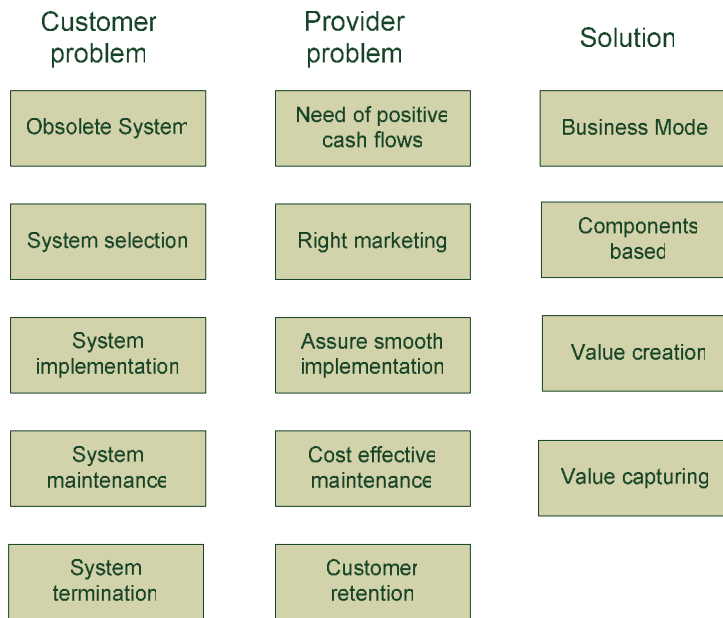 Customer
problem
Provider
problem
Solution
Obsolete System
Need of positive
cash flows
Business Mode
System selection
Right marketing
Components
based
System
implementation
Assure smooth
implementation
Value creation
System
maintenance
Cost effective
maintenance
Value capturing
System
termination
Customer
retention